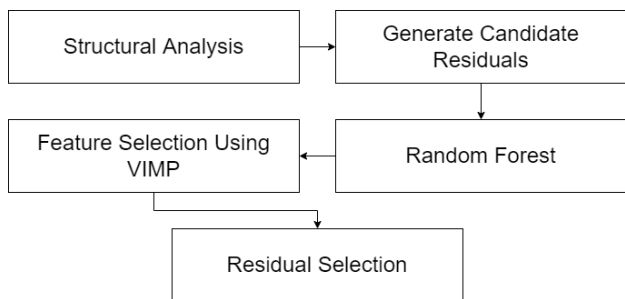 Structural Analysis
Generate Candidate
Residuals
Random Forest
Feature Selection Using
VIMP
Residual Selection